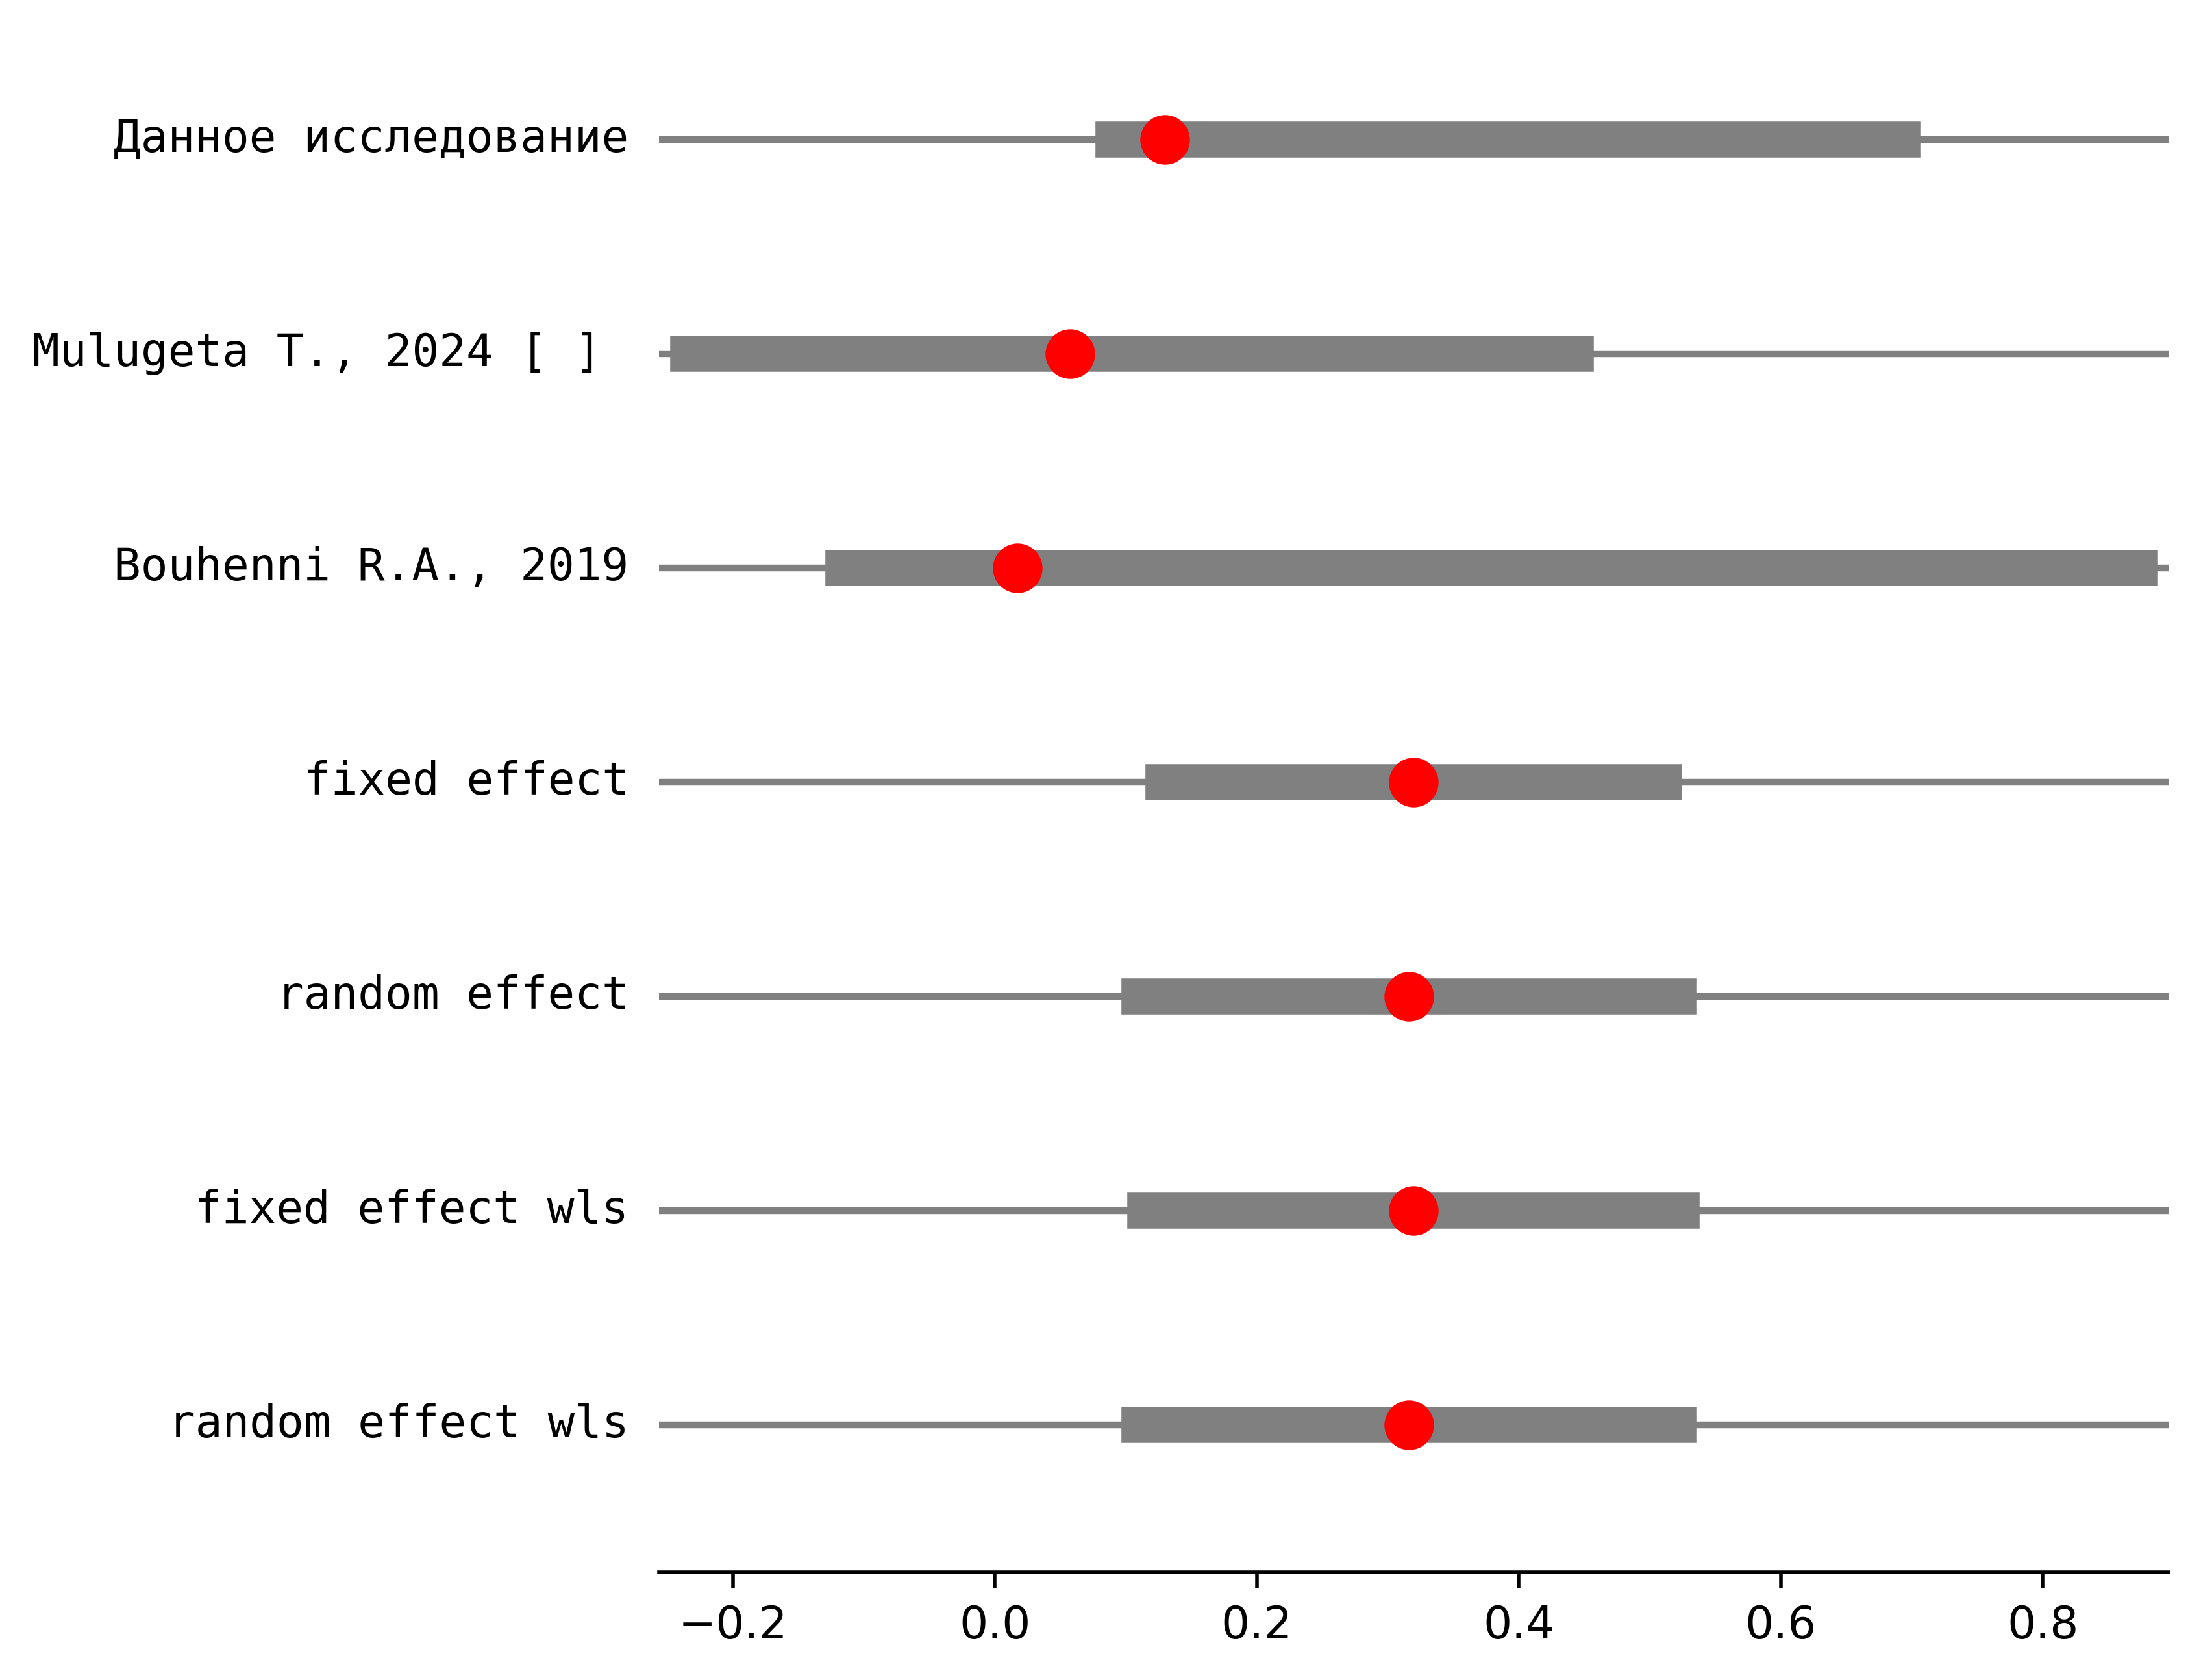 Данное исследование
Mulugeta T., 2024 [ ]
Bouhenni R.A., 2019
fixed effect
random effect
fixed effect wls
random effect wls
−0.2 0.0 0.2 0.4 0.6 0.8